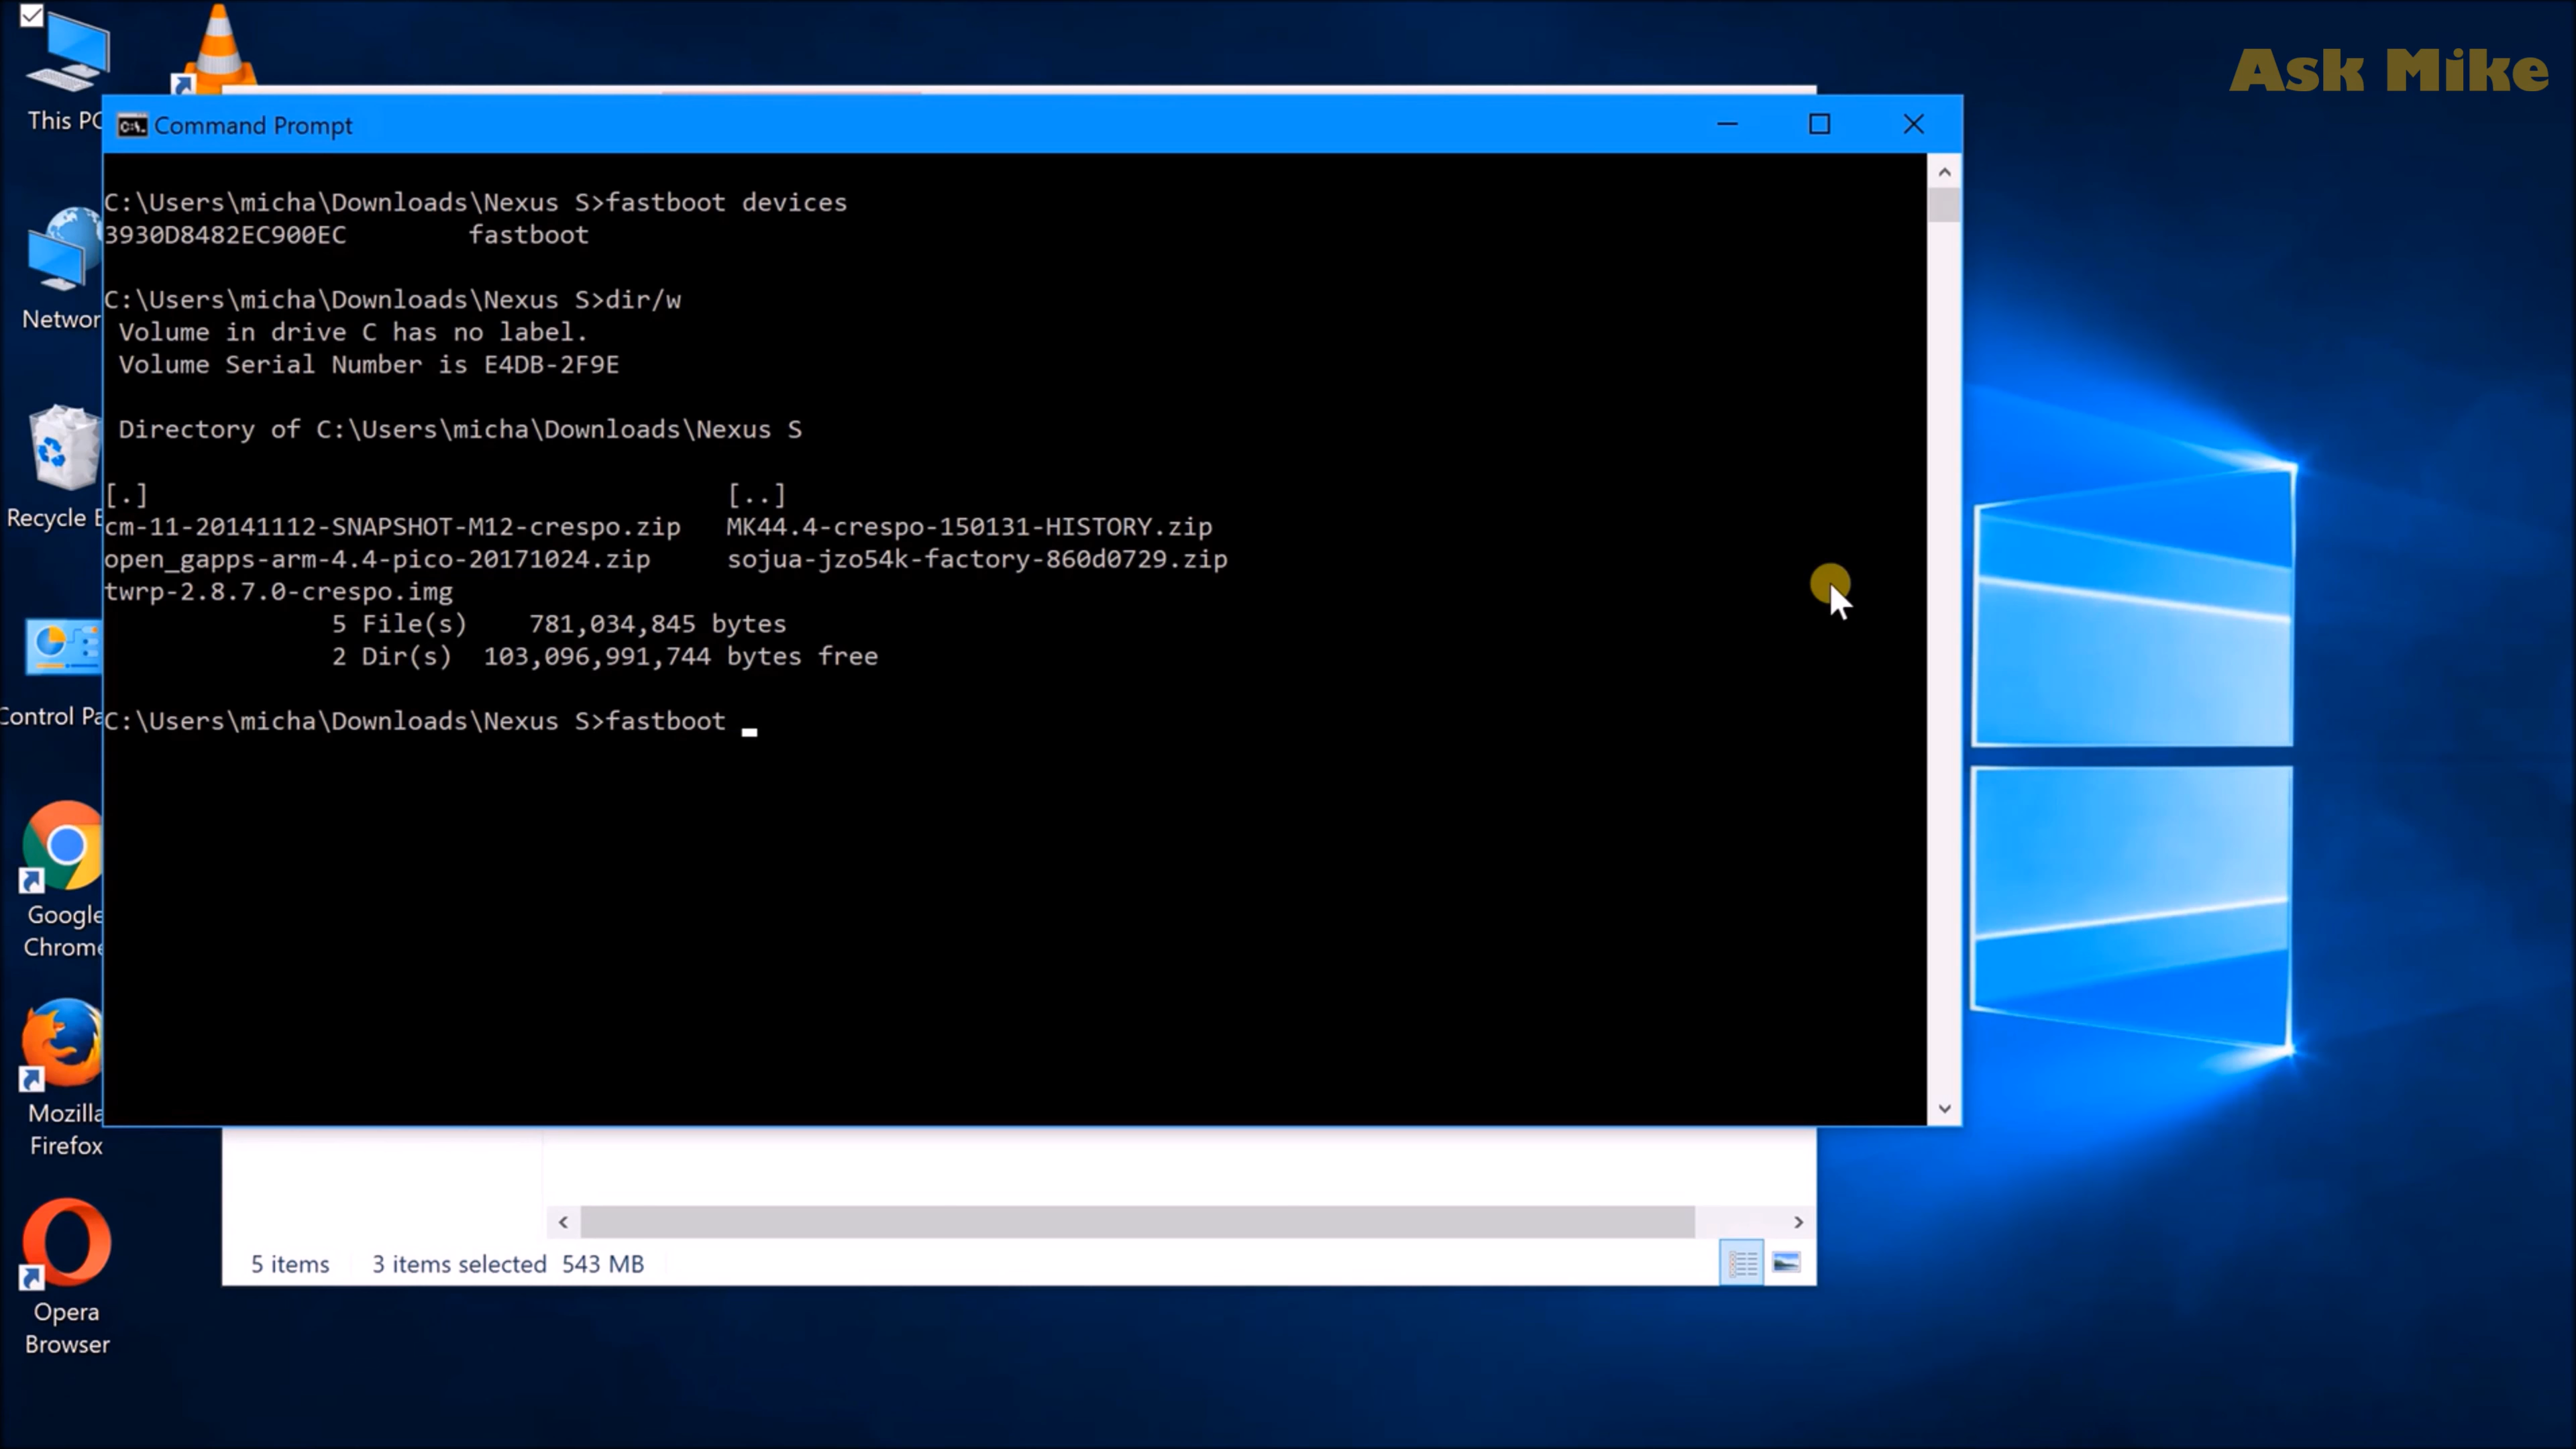 Ask Mike
This PC
Command Prompt
C:\Users\micha\Downloads\Nexus S>fastboot devices
3930D8482EC900EC        fastboot
C:\Users\micha\Downloads\Nexus S>dir/w
Volume in drive C has no label.
Volume Serial Number is E4DB-2F9E
Directory of C:\Users\micha\Downloads\Nexus S
[.]                                       [..]
cm-11-20141112-SNAPSHOT-M12-crespo.zip   MK44.4-crespo-150131-HISTORY.zip
open_gapps-arm-4.4-pico-20171024.zip     sojua-jzo54k-factory-860d0729.zip
twrp-2.8.7.0-crespo.img
5 File(s)    781,034,845 bytes
2 Dir(s)  103,096,991,744 bytes free
C:\Users\micha\Downloads\Nexus S>fastboot
Networ
Recycle B
Control Pa
Google
Chrome
Mozilla
Firefox
Opera
Browser
5 items    3 items selected  543 MB